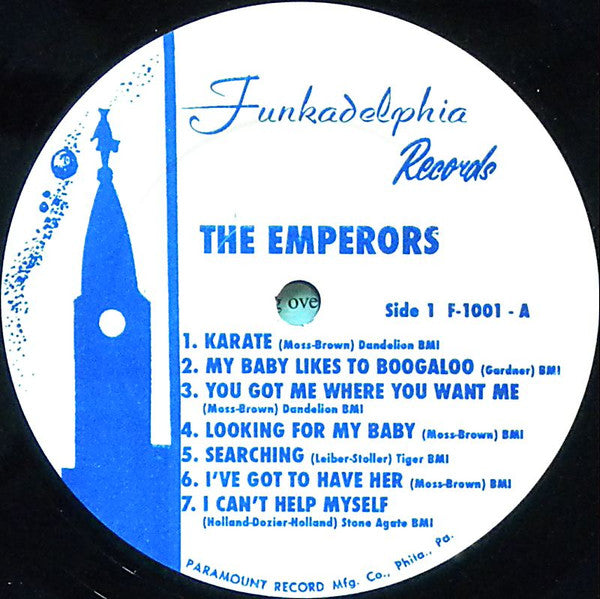 Funkadelphia
Records
THE EMPERORS
ove
Side 1 F-1001 - A
1. KARATE (Moss-Brown) Dandelion BMI
2. MY BABY LIKES TO BOOGALOO (Gardner) BMI
3. YOU GOT ME WHERE YOU WANT ME
(Moss-Brown) Dandelion BMI
4. LOOKING FOR MY BABY (Moss-Brown) BMI
5. SEARCHING (Leiber-Stoller) Tiger BMI
6. I'VE GOT TO HAVE HER (Moss-Brown) BMI
7. I CAN'T HELP MYSELF
(Holland-Dozier-Holland) Stone Agate BMI
PARAMOUNT RECORD Mfg. Co., Phila., Pa.